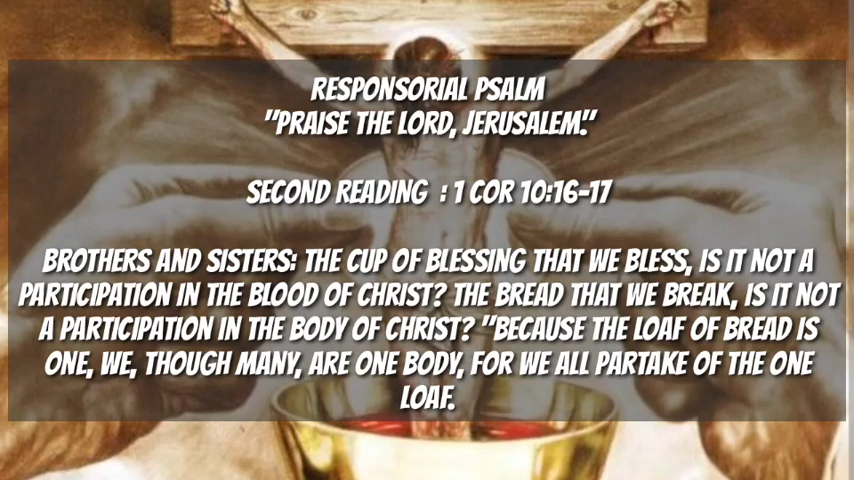 RESPONSORIAL PSALM
"PRAISE THE LORD, JERUSALEM."
SECOND READING : 1 COR 10:16-17
BROTHERS AND SISTERS: THE CUP OF BLESSING THAT WE BLESS, IS IT NOT A
PARTICIPATION IN THE BLOOD OF CHRIST? THE BREAD THAT WE BREAK, IS IT NOT
A PARTICIPATION IN THE BODY OF CHRIST? "BECAUSE THE LOAF OF BREAD IS
ONE, WE, THOUGH MANY, ARE ONE BODY, FOR WE ALL PARTAKE OF THE ONE
LOAF.